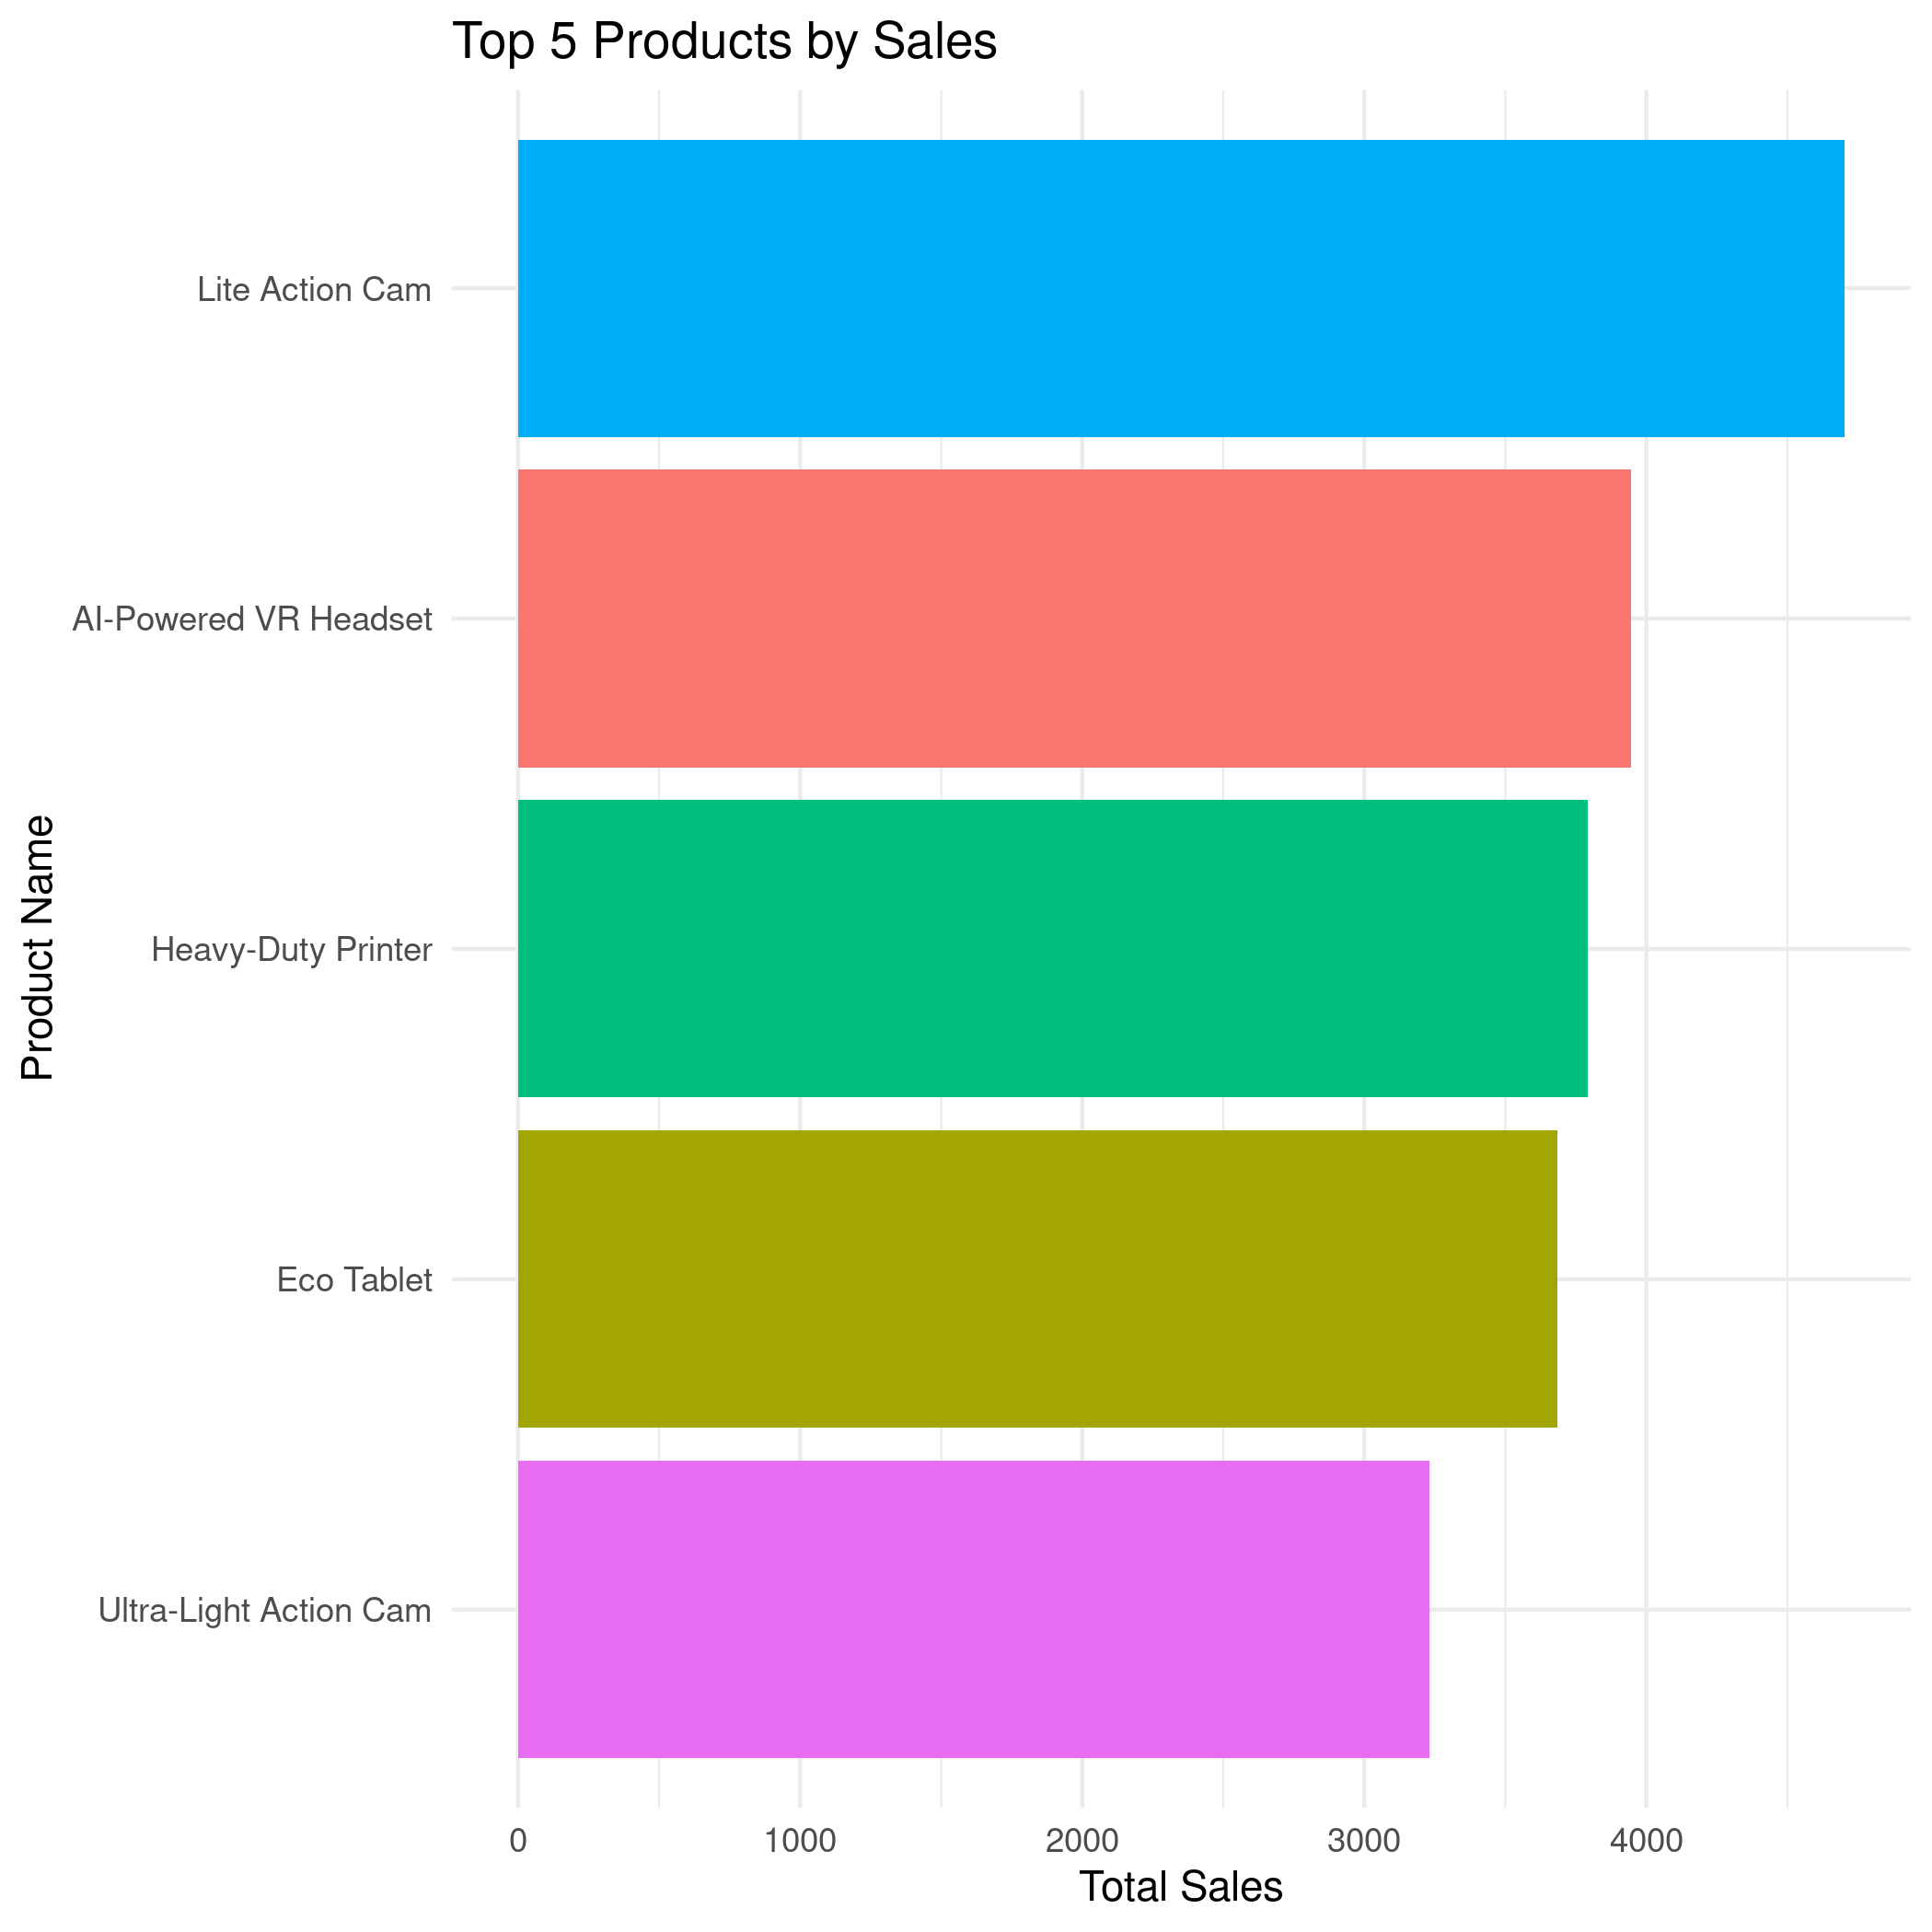 Top 5 Products by Sales
Lite Action Cam
AI-Powered VR Headset
Heavy-Duty Printer
Eco Tablet
Ultra-Light Action Cam
Product Name
0 1000 2000 3000 4000
Total Sales